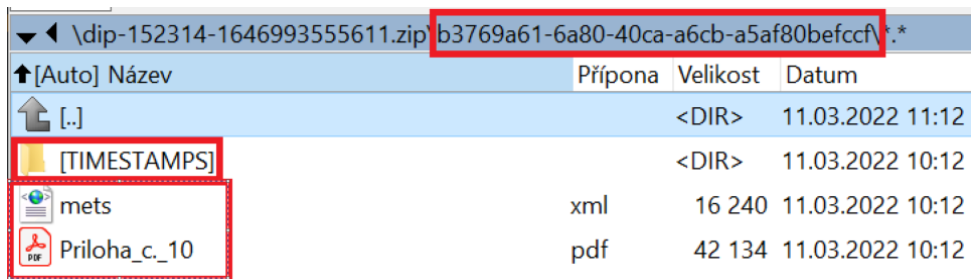 \dip-152314-1646993555611.zip\b3769a61-6a80-40ca-a6cb-a5af80befccf\*.*
[Auto] Název Přípona Velikost Datum
[..] <DIR> 11.03.2022 11:12
[TIMESTAMPS] <DIR> 11.03.2022 10:12
mets xml 16 240 11.03.2022 10:12
Priloha_c._10 pdf 42 134 11.03.2022 10:12